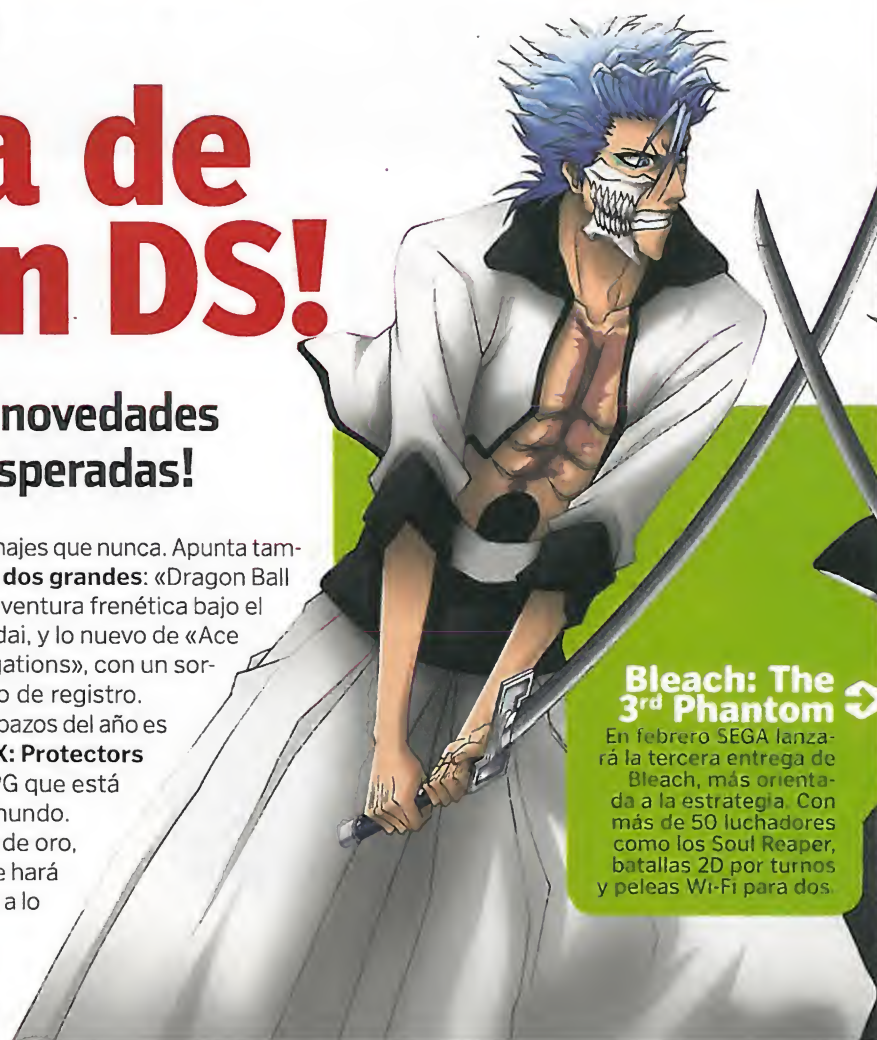 a de
n DS!
novedades
speradas!
najes que nunca. Apunta tam-
dos grandes: «Dragon Ball
ventura frenética bajo el
dai, y lo nuevo de «Ace
gations», con un sor-
o de registro.
bazos del año es
X: Protectors
PG que está
mundo.
de oro,
e hará
a lo
Bleach: The
3rd Phantom
En febrero SEGA lanza-
rá la tercera entrega de
Bleach, más orienta-
da a la estrategia. Con
más de 50 luchadores
como los Soul Reaper,
batallas 2D por turnos
y peleas Wi-Fi para dos.